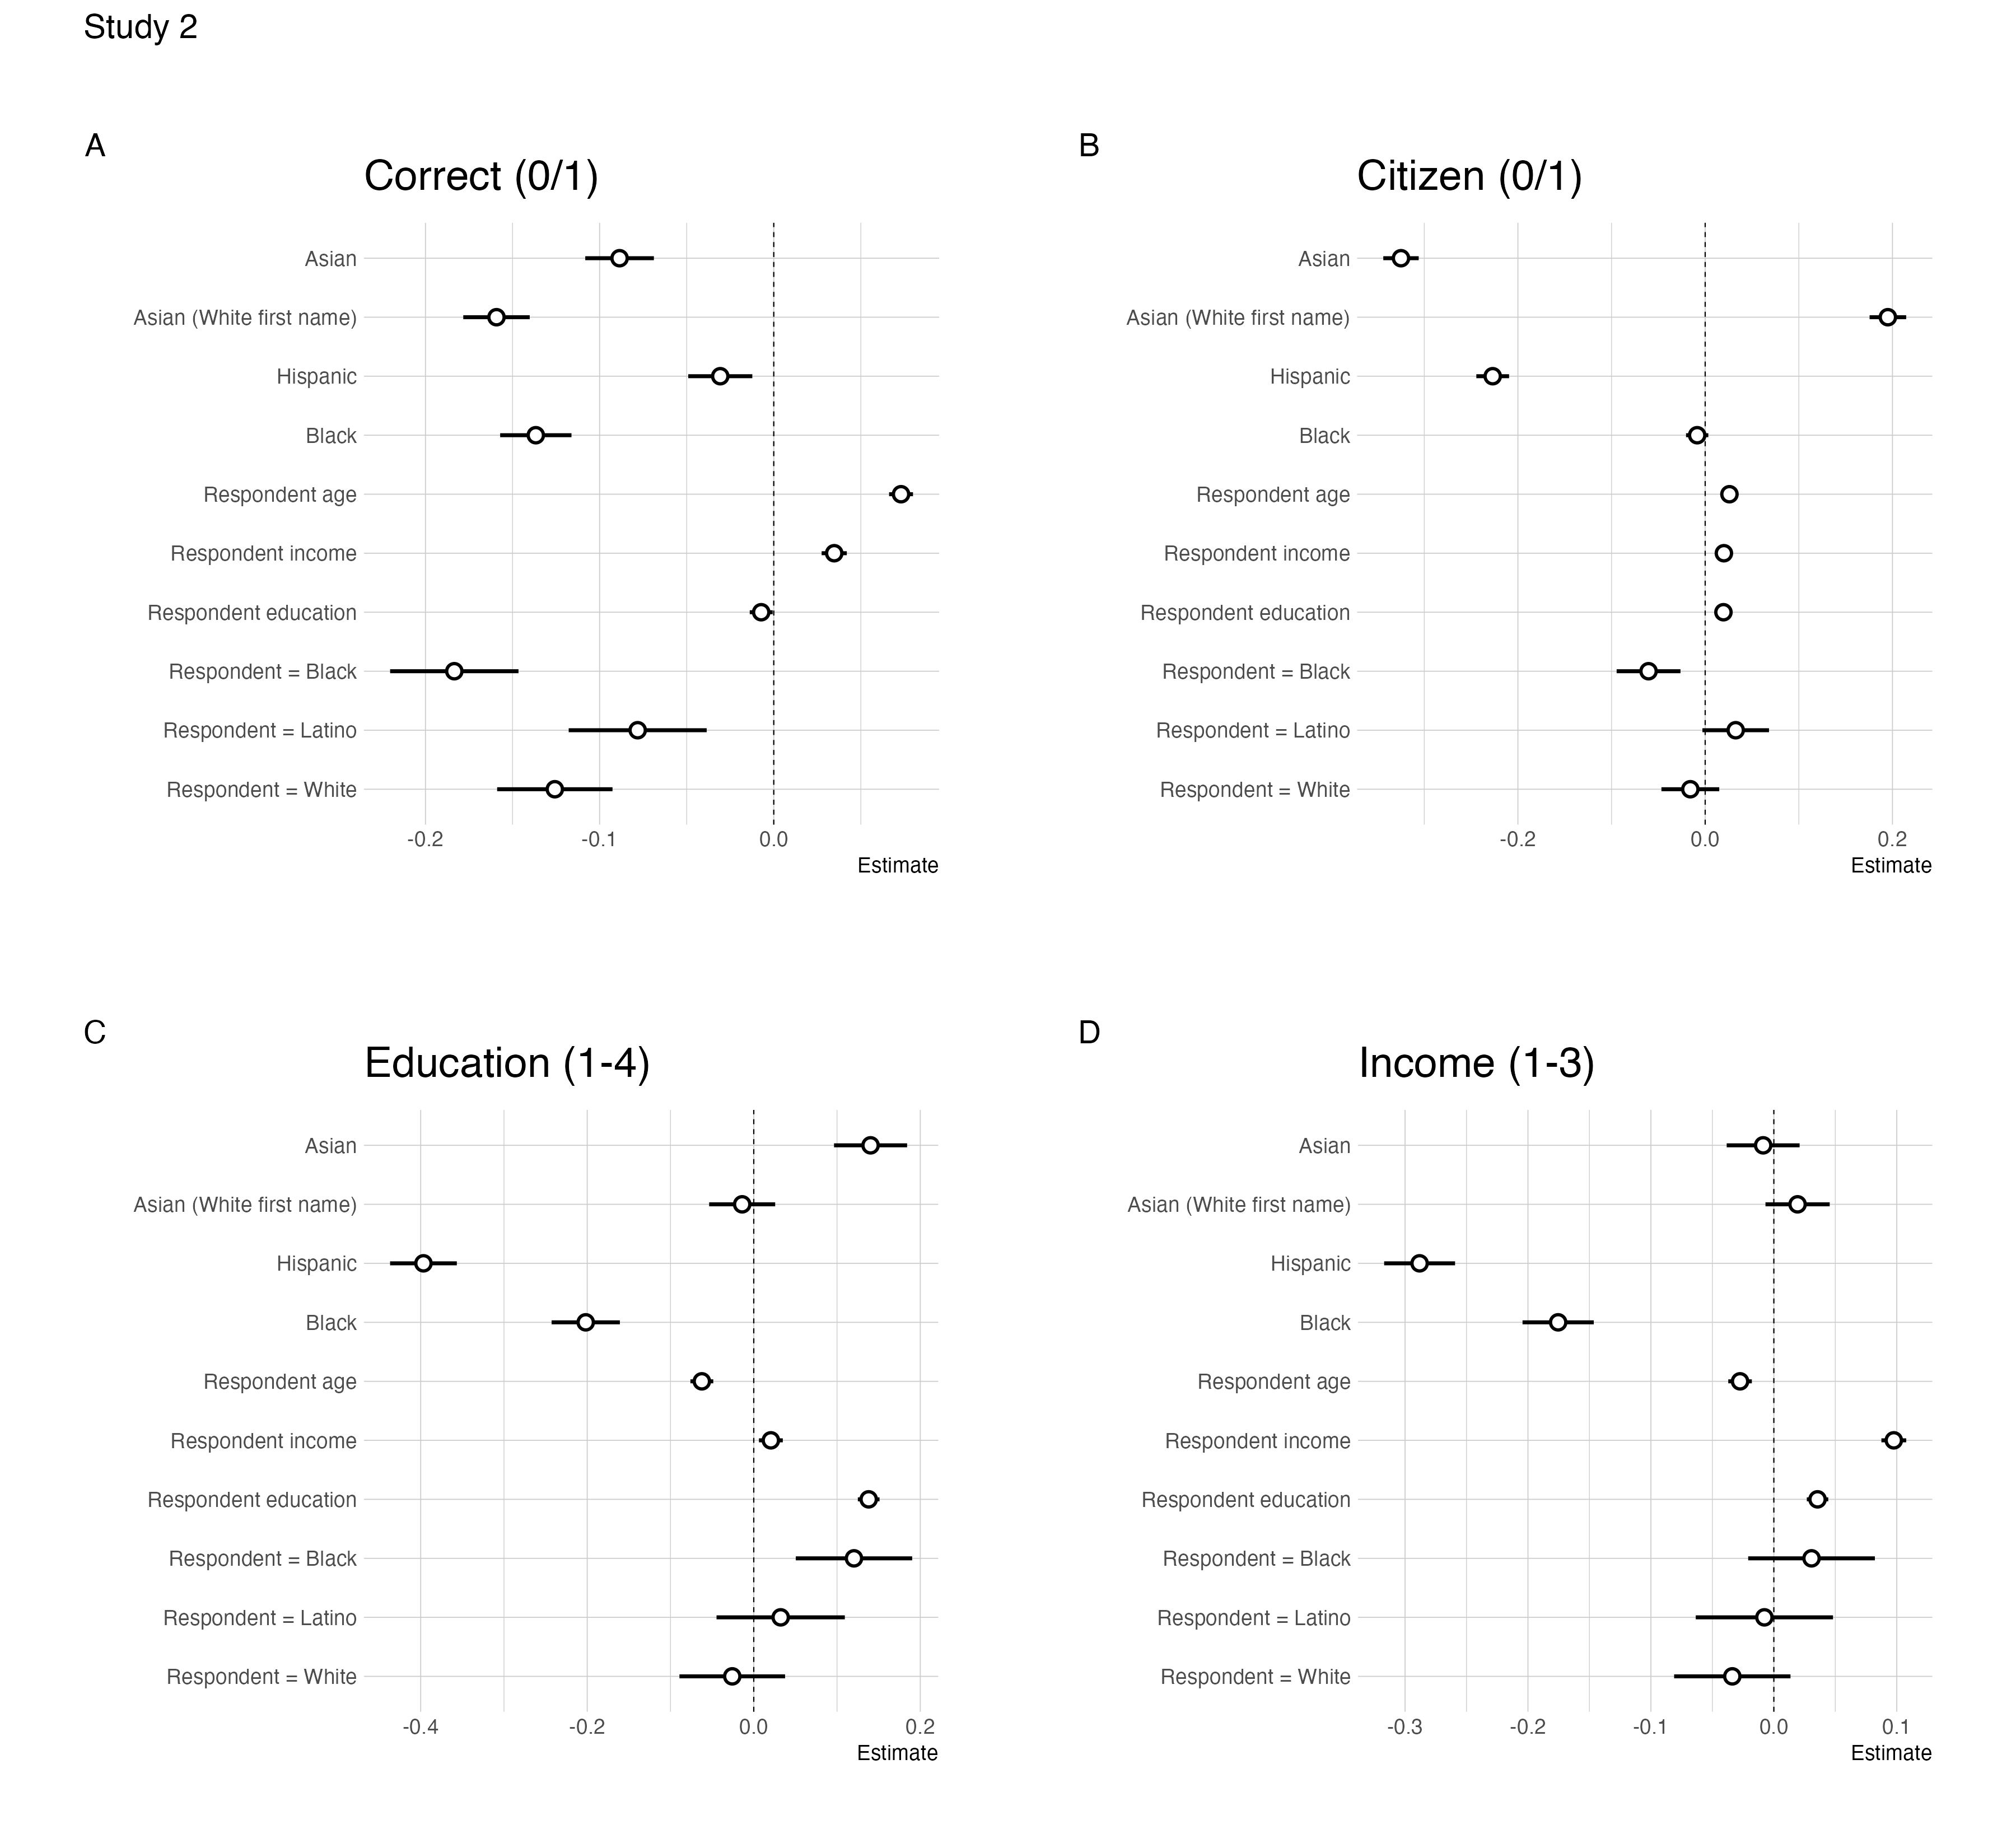 Study 2
A
Correct (0/1)
Asian
Asian (White first name)
Hispanic
Black
Respondent age
Respondent income
Respondent education
Respondent = Black
Respondent = Latino
Respondent = White
-0.2 -0.1 0.0
Estimate
B
Citizen (0/1)
Asian
Asian (White first name)
Hispanic
Black
Respondent age
Respondent income
Respondent education
Respondent = Black
Respondent = Latino
Respondent = White
-0.2 0.0 0.2
Estimate
C
Education (1-4)
Asian
Asian (White first name)
Hispanic
Black
Respondent age
Respondent income
Respondent education
Respondent = Black
Respondent = Latino
Respondent = White
-0.4 -0.2 0.0 0.2
Estimate
D
Income (1-3)
Asian
Asian (White first name)
Hispanic
Black
Respondent age
Respondent income
Respondent education
Respondent = Black
Respondent = Latino
Respondent = White
-0.3 -0.2 -0.1 0.0 0.1
Estimate